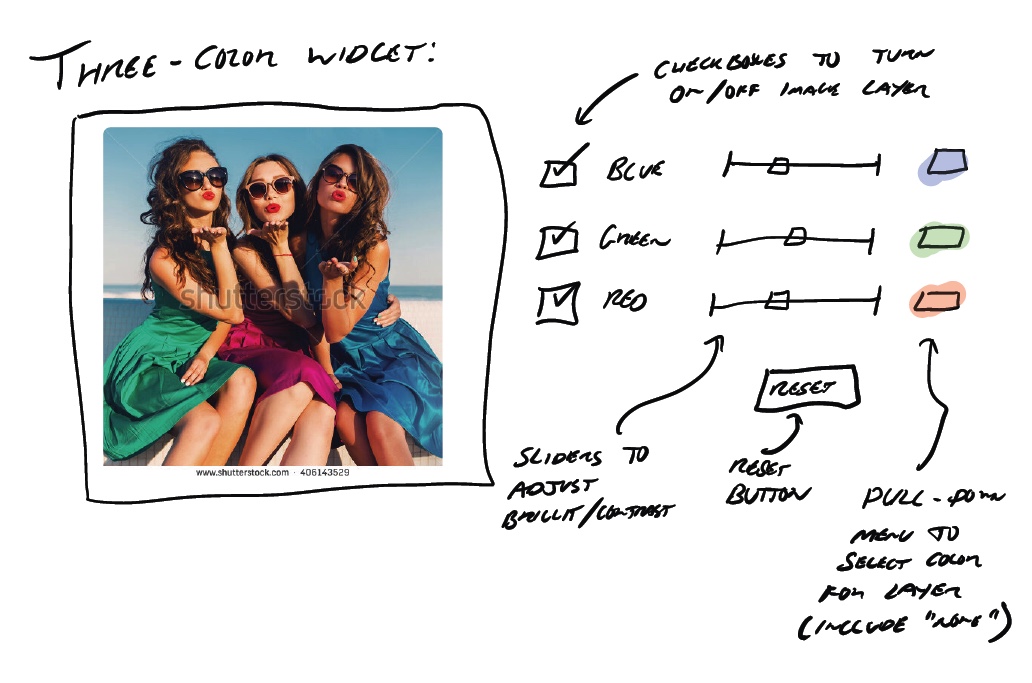 THREE-COLOR WIDGET:
CHECKBOXES TO TURN
ON/OFF IMAGE LAYER
BLUE
GREEN
RED
shutterstock
www.shutterstock.com · 406143529
RESET
SLIDERS TO
ADJUST
/CONTRAST
RESET
BUTTON
PULL-DOWN
MENU TO
SELECT COLOR
FOR LAYER
(INCLUDE "NONE")